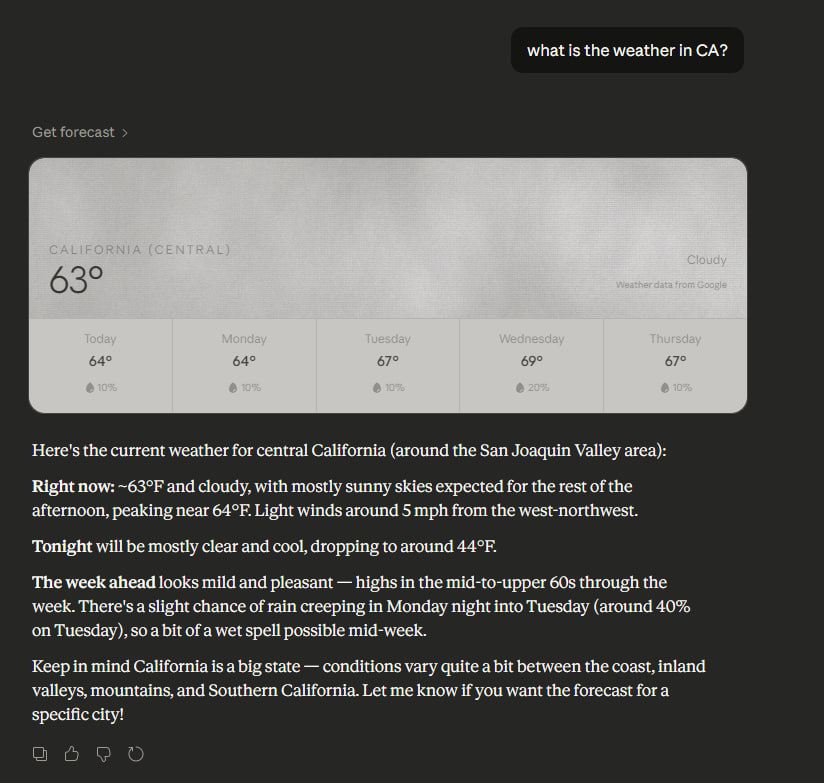 what is the weather in CA?
Get forecast >
CALIFORNIA (CENTRAL)
63°
Cloudy
Weather data from Google
Today
64°
10%
Monday
64°
10%
Tuesday
67°
10%
Wednesday
69°
20%
Thursday
67°
10%
Here's the current weather for central California (around the San Joaquin Valley area):
Right now: ~63°F and cloudy, with mostly sunny skies expected for the rest of the
afternoon, peaking near 64°F. Light winds around 5 mph from the west-northwest.
Tonight will be mostly clear and cool, dropping to around 44°F.
The week ahead looks mild and pleasant — highs in the mid-to-upper 60s through the
week. There's a slight chance of rain creeping in Monday night into Tuesday (around 40%
on Tuesday), so a bit of a wet spell possible mid-week.
Keep in mind California is a big state — conditions vary quite a bit between the coast, inland
valleys, mountains, and Southern California. Let me know if you want the forecast for a
specific city!